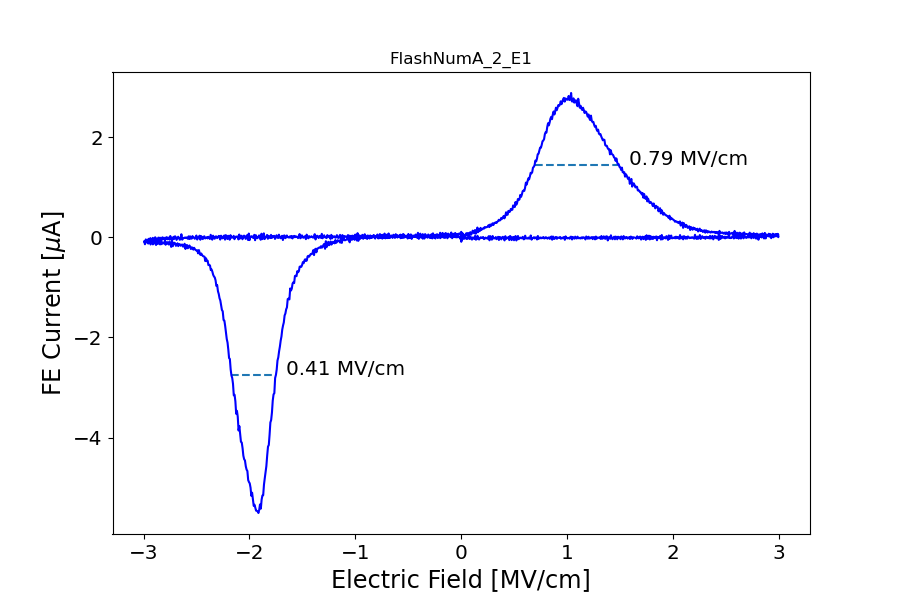 FlashNumA_2_E1
FE Current [μA]
2
0
−2
−4
0.79 MV/cm
0.41 MV/cm
−3 −2 −1 0 1 2 3
Electric Field [MV/cm]